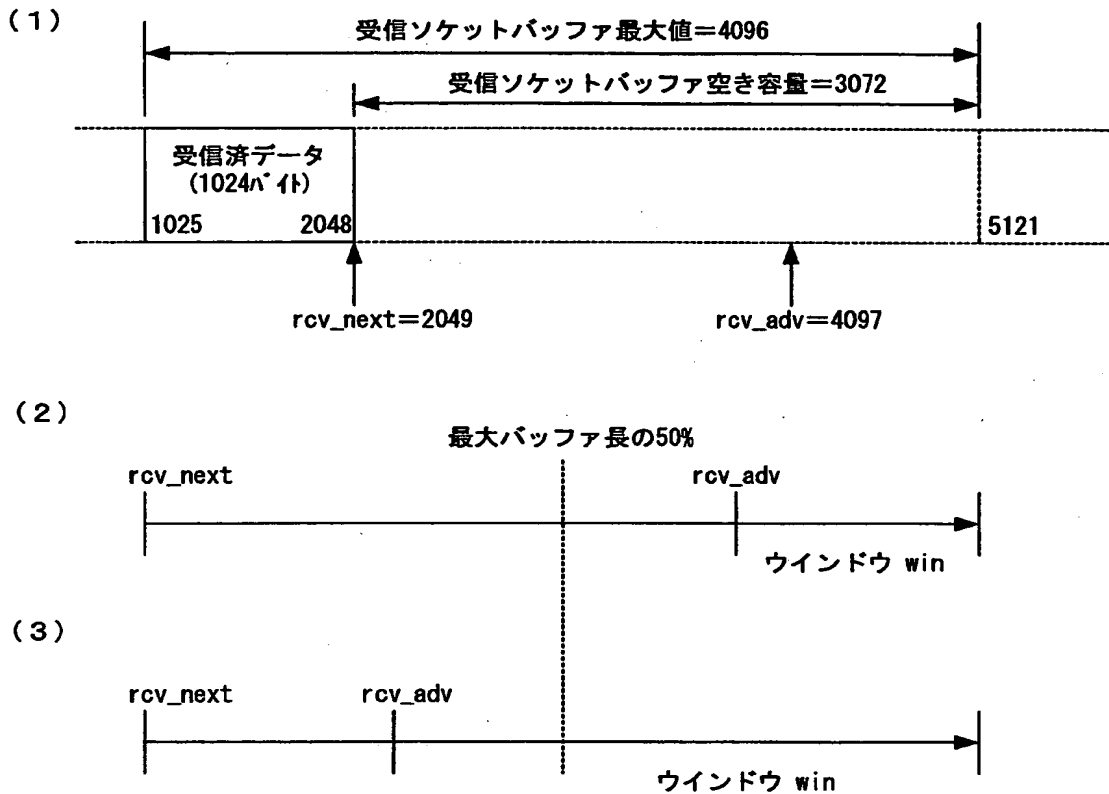 (1)
受信ソケットバッファ最大値=4096
受信ソケットバッファ空き容量=3072
受信済データ
(1024バイト)
1025 2048 5121
rcv_next=2049 rcv_adv=4097
(2)
最大バッファ長の50%
rcv_next rcv_adv
ウインドウ win
(3)
rcv_next rcv_adv
ウインドウ win